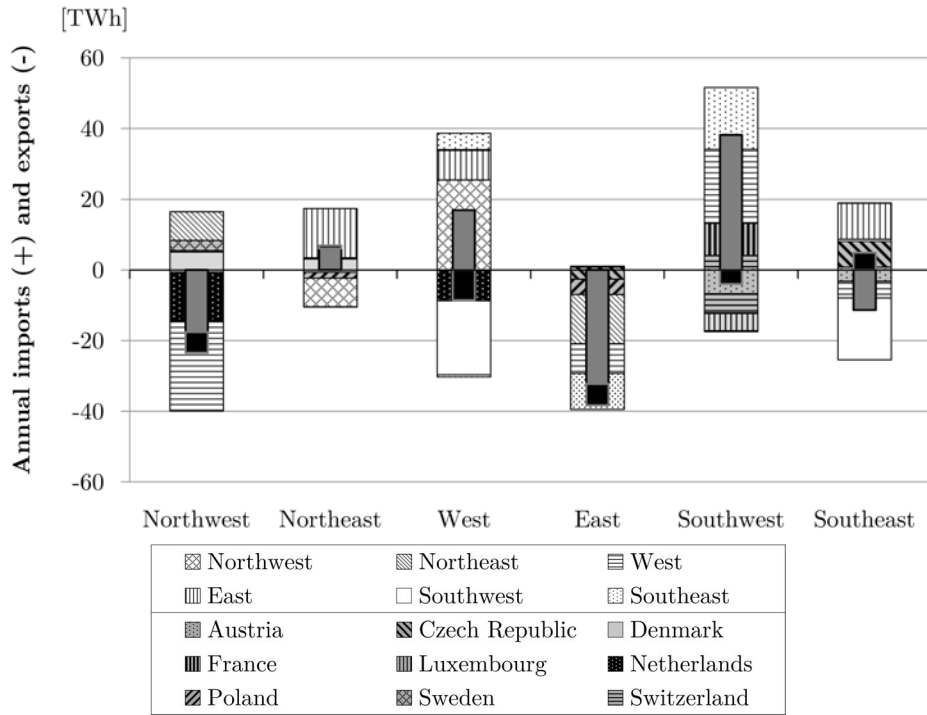 [TWh]
Annual imports (+) and exports (-)
60
40
20
0
-20
-40
-60
Northwest Northeast West East Southwest Southeast
Northwest Northeast West
East Southwest Southeast
Austria Czech Republic Denmark
France Luxembourg Netherlands
Poland Sweden Switzerland